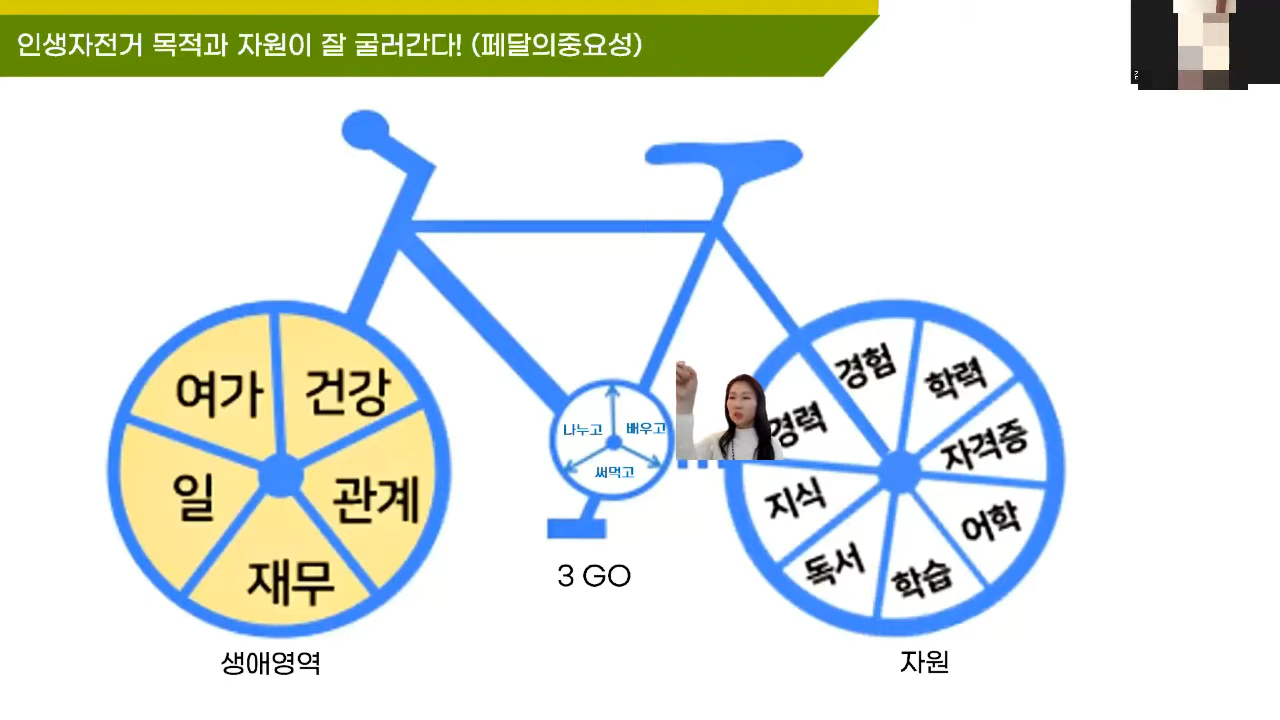 인생자전거 목적과 자원이 잘 굴러간다! (페달의중요성)
여가
건강
일
관계
재무
나누고
배우고
써먹고
경험
학력
경력
자격증
지식
어학
독서
학습
3 GO
생애영역
자원